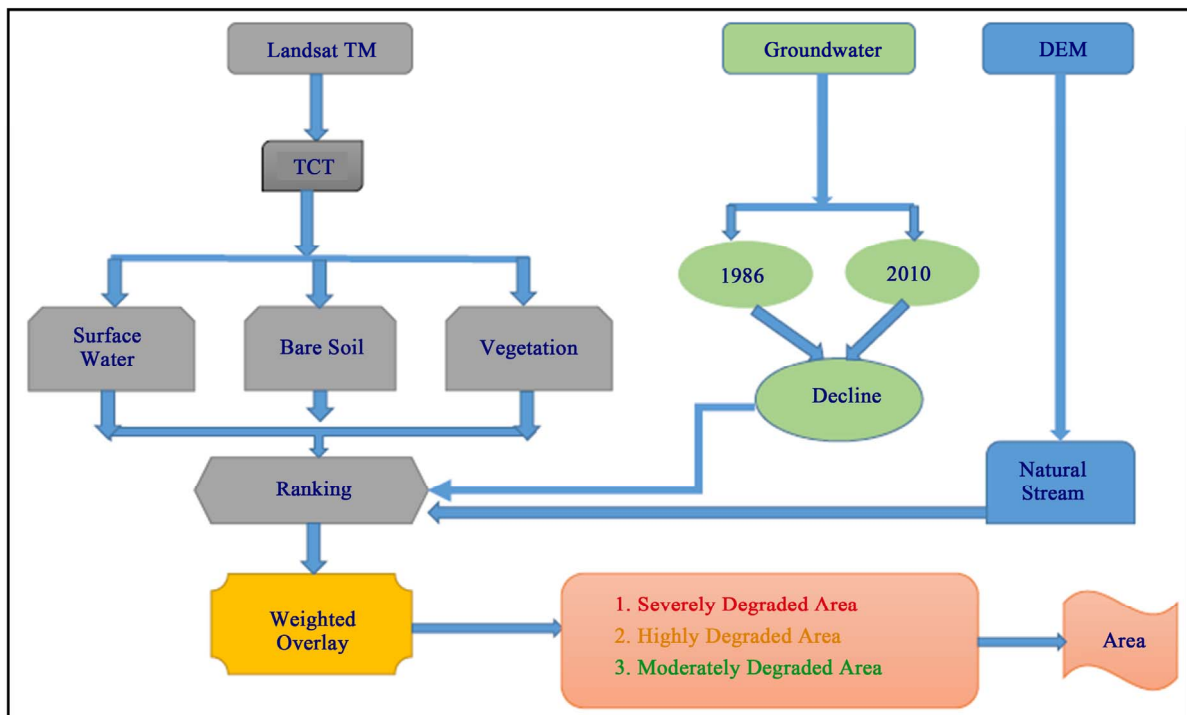 Landsat TM
Groundwater
DEM
TCT
1986
2010
Surface
Water
Bare Soil
Vegetation
Decline
Natural
Stream
Ranking
Weighted
Overlay
1. Severely Degraded Area
2. Highly Degraded Area
3. Moderately Degraded Area
Area